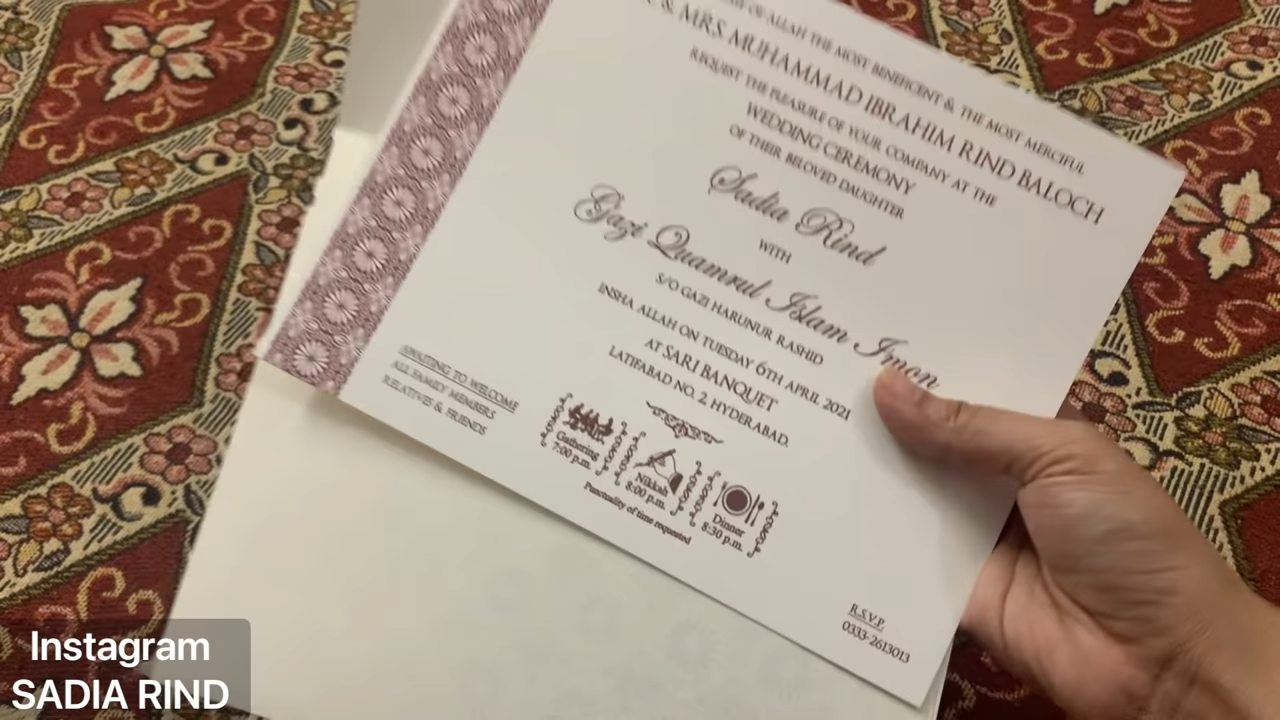 OF ALLAH THE MOST BENEFICENT & THE MOST MERCIFUL
& MRS. MUHAMMAD IBRAHIM RIND BALOCH
REQUEST THE PLEASURE OF YOUR COMPANY AT THE
WEDDING CEREMONY
OF THEIR BELOVED DAUGHTER
Sadia Rind
WITH
Gazi Quamrul Islam Imon
S/O GAZI HARUNUR RASHID
INSHA ALLAH ON TUESDAY 6TH APRIL 2021
AT SARI BANQUET
LATIFABAD NO. 2, HYDERABAD.
AWAITING TO WELCOME
ALL FAMILY MEMBERS
RELATIVES & FRIENDS
Gathering
7:00 p.m.
Nikkah
8:00 p.m.
Dinner
8:30 p.m.
Punctuality of time requested
R.S.V.P.
0333-2613013
Instagram
SADIA RIND